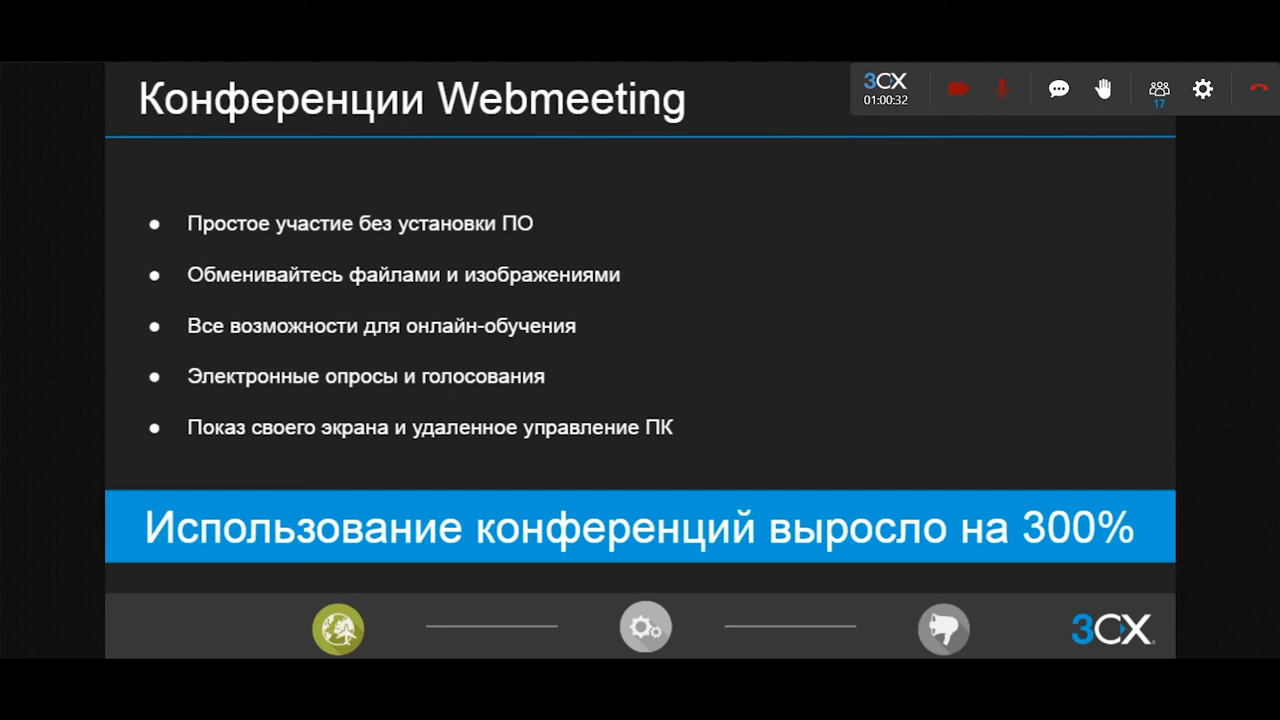 Конференции Webmeeting
3CX
01:00:32
17
● Простое участие без установки ПО
● Обменивайтесь файлами и изображениями
● Все возможности для онлайн-обучения
● Электронные опросы и голосования
● Показ своего экрана и удаленное управление ПК
Использование конференций выросло на 300%
3CX®